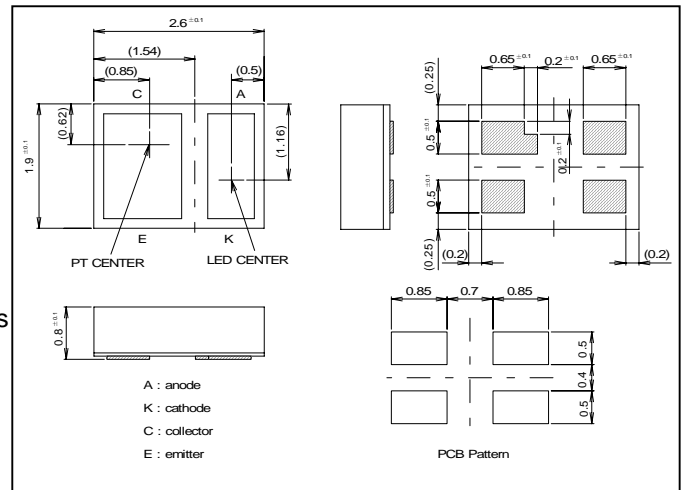 2.6 ±0.1
(1.54)
(0.85)
(0.5)
C
A
(0.62)
1.9 ±0.1
(1.16)
E
K
PT CENTER
LED CENTER
0.65 ±0.1
0.2 ±0.1
0.65 ±0.1
(0.25)
0.5 ±0.1
0.2 ±0.1
0.5 ±0.1
(0.25)
(0.2)
(0.2)
0.8 ±0.1
s
A : anode
K : cathode
C : collector
E : emitter
0.85
0.7
0.85
0.5
0.4
0.5
PCB Pattern